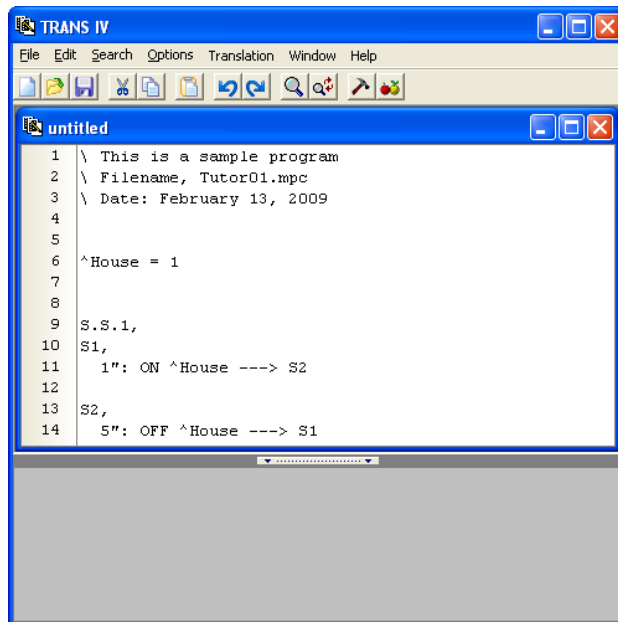 TRANS IV
File Edit Search Options Translation Window Help
untitled
1 \ This is a sample program
2 \ Filename, Tutor01.mpc
3 \ Date: February 13, 2009
4
5
6 ^House = 1
7
8
9 S.S.1,
10 S1,
11 1": ON ^House ---> S2
12
13 S2,
14 5": OFF ^House ---> S1